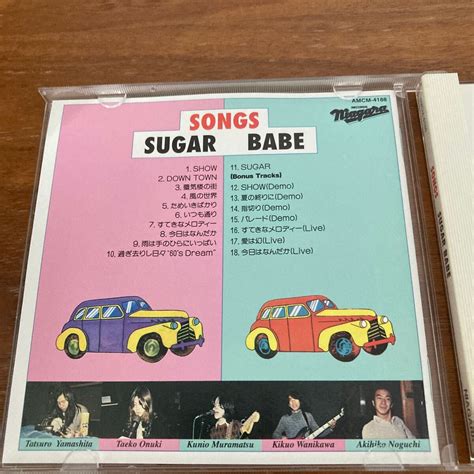 AMCM-4188
Niagara
SONGS
SUGAR BABE
1. SHOW
2. DOWN TOWN
3. 蜃気楼の街
4. 風の世界
5. ためいきばかり
6. いつも通り
7. すてきなメロディー
8. 今日はなんだか
9. 雨は手のひらにいっぱい
10. 過ぎ去りし日々"60's Dream"
11. SUGAR
(Bonus Tracks)
12. SHOW(Demo)
13. 夏の終りに(Demo)
14. 指切り(Demo)
15. パレード(Demo)
16. すてきなメロディー(Live)
17. 愛は幻(Live)
18. 今日はなんだか(Live)
Tatsuro Yamashita
Taeko Onuki
Kunio Muramatsu
Kikuo Wanikawa
Akihiko Noguchi
SONGS
SUGAR BABE